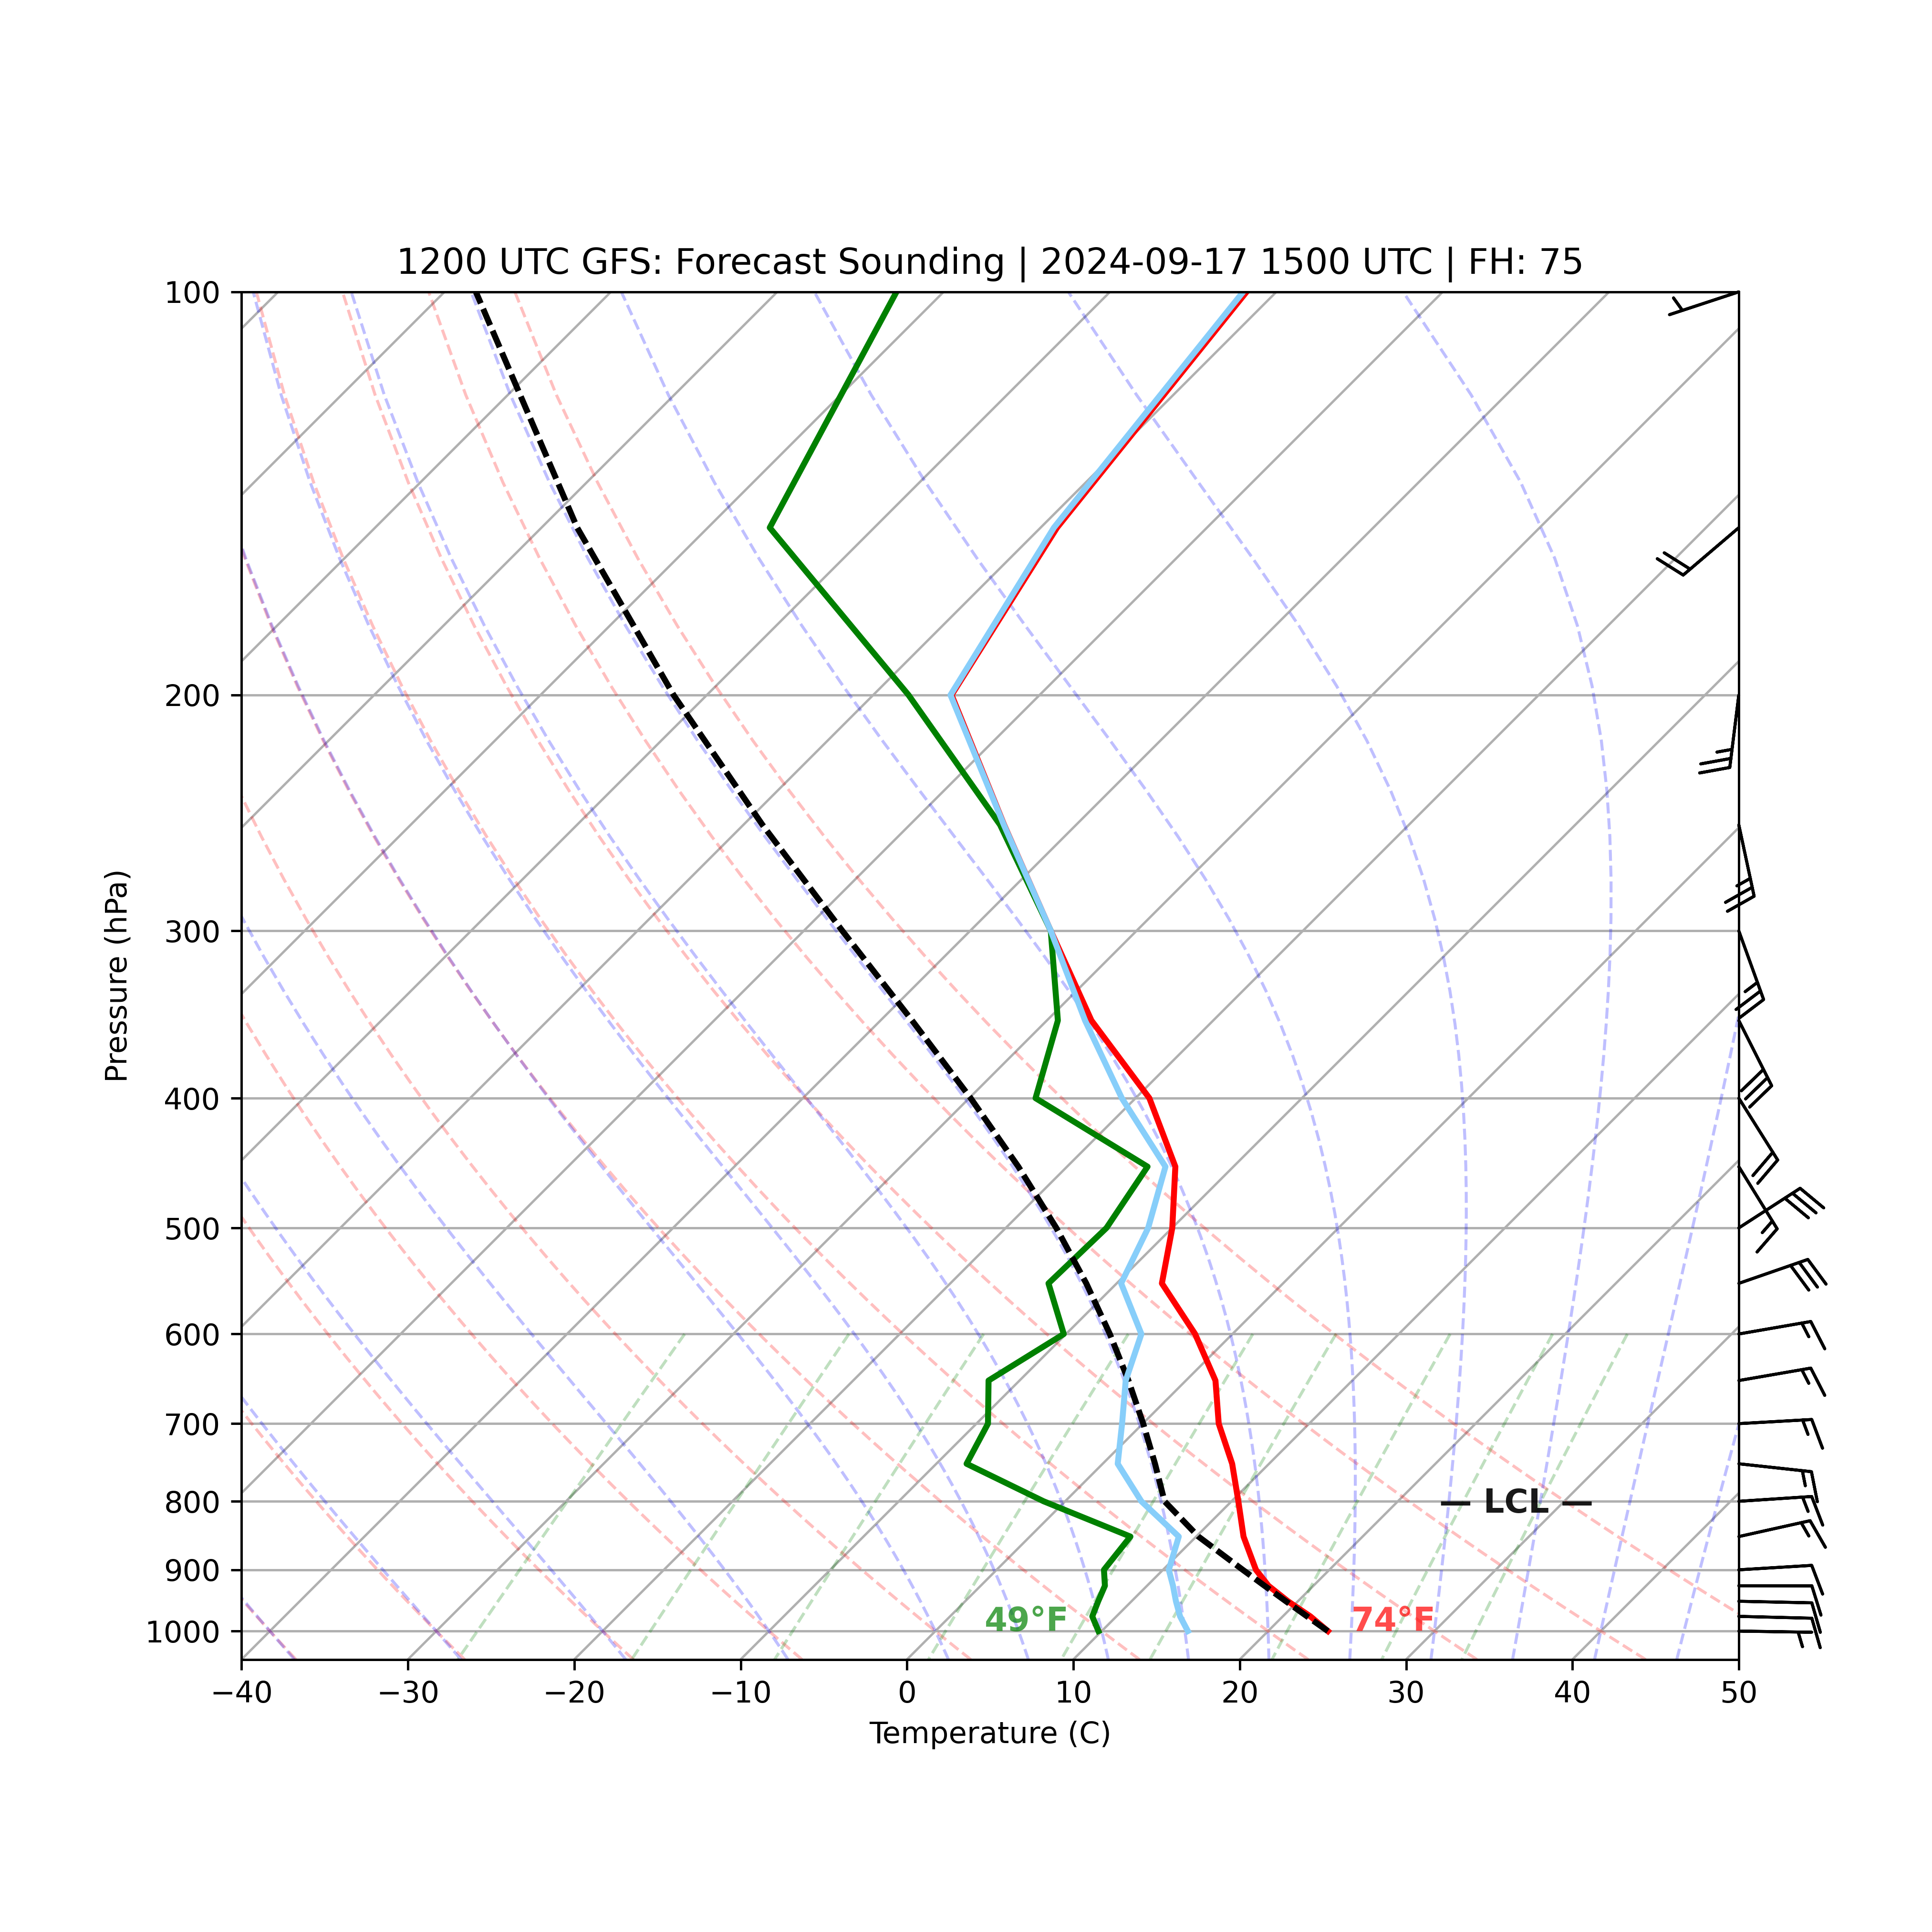 1200 UTC GFS: Forecast Sounding | 2024-09-17 1500 UTC | FH: 75
100
200
300
400
500
600
700
800
900
1000
Pressure (hPa)
— LCL —
49°F
74°F
−40 −30 −20 −10 0 10 20 30 40 50
Temperature (C)